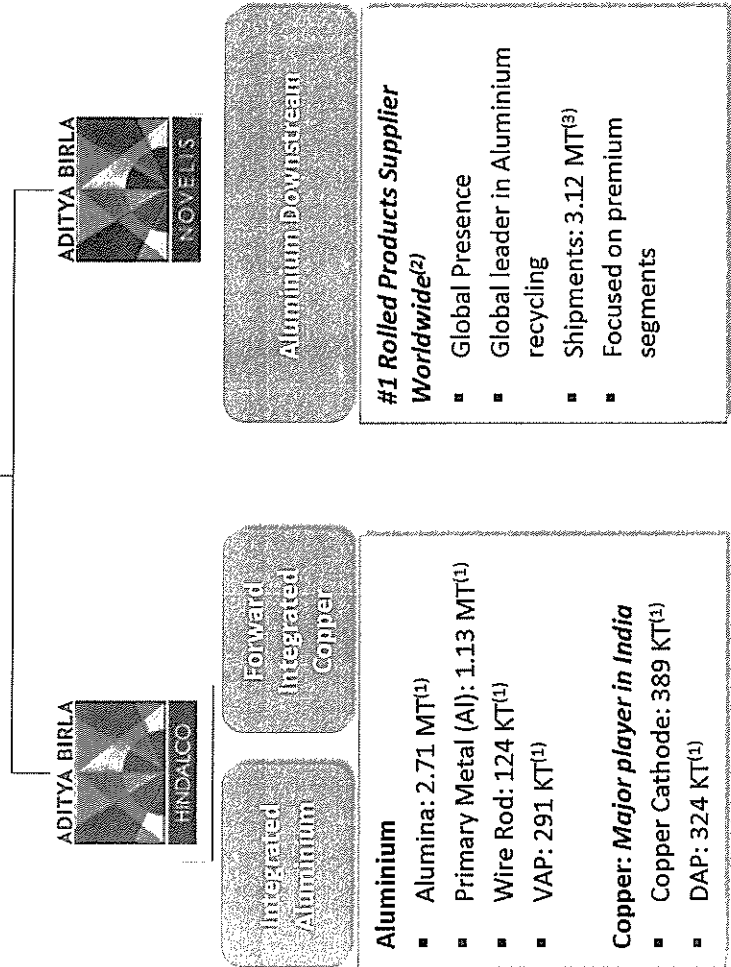 ADITYA BIRLA
HINDALCO
Integrated
Aluminium
Forward
Integrated
Copper
Aluminium
▪ Alumina: 2.71 MT(1)
▪ Primary Metal (Al): 1.13 MT(1)
▪ Wire Rod: 124 KT(1)
▪ VAP: 291 KT(1)
Copper: Major player in India
▪ Copper Cathode: 389 KT(1)
▪ DAP: 324 KT(1)
ADITYA BIRLA
NOVELIS
Aluminium Downstream
#1 Rolled Products Supplier
Worldwide(2)
▪ Global Presence
▪ Global leader in Aluminium
recycling
▪ Shipments: 3.12 MT(3)
▪ Focused on premium
segments